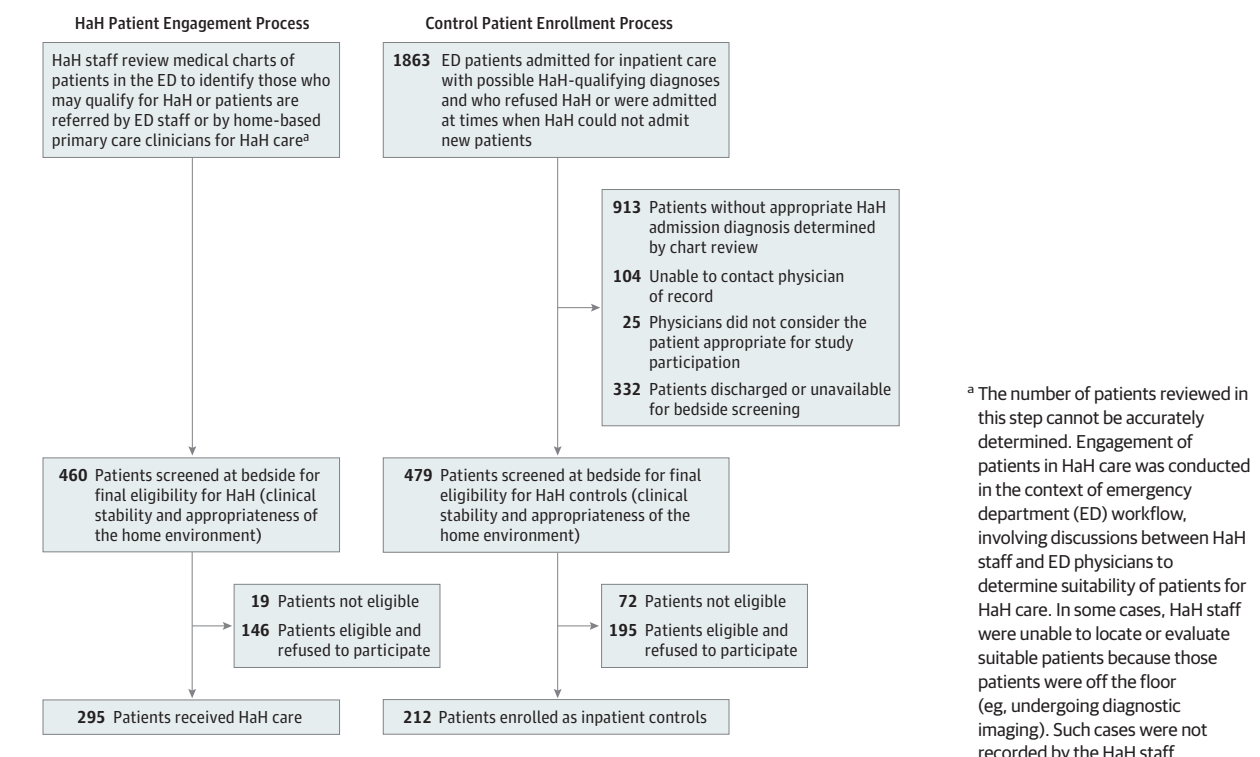 HaH Patient Engagement Process
HaH staff review medical charts of
patients in the ED to identify those who
may qualify for HaH or patients are
referred by ED staff or by home-based
primary care clinicians for HaH careª
460 Patients screened at bedside for
final eligibility for HaH (clinical
stability and appropriateness of
the home environment)
19 Patients not eligible
146 Patients eligible and
refused to participate
295 Patients received HaH care
Control Patient Enrollment Process
1863 ED patients admitted for inpatient care
with possible HaH-qualifying diagnoses
and who refused HaH or were admitted
at times when HaH could not admit
new patients
913 Patients without appropriate HaH
admission diagnosis determined
by chart review
104 Unable to contact physician
of record
25 Physicians did not consider the
patient appropriate for study
participation
332 Patients discharged or unavailable
for bedside screening
479 Patients screened at bedside for final
eligibility for HaH controls (clinical
stability and appropriateness of the
home environment)
72 Patients not eligible
195 Patients eligible and
refused to participate
212 Patients enrolled as inpatient controls
ª The number of patients reviewed in
this step cannot be accurately
determined. Engagement of
patients in HaH care was conducted
in the context of emergency
department (ED) workflow,
involving discussions between HaH
staff and ED physicians to
determine suitability of patients for
HaH care. In some cases, HaH staff
were unable to locate or evaluate
suitable patients because those
patients were off the floor
(eg, undergoing diagnostic
imaging). Such cases were not
recorded by the HaH staff